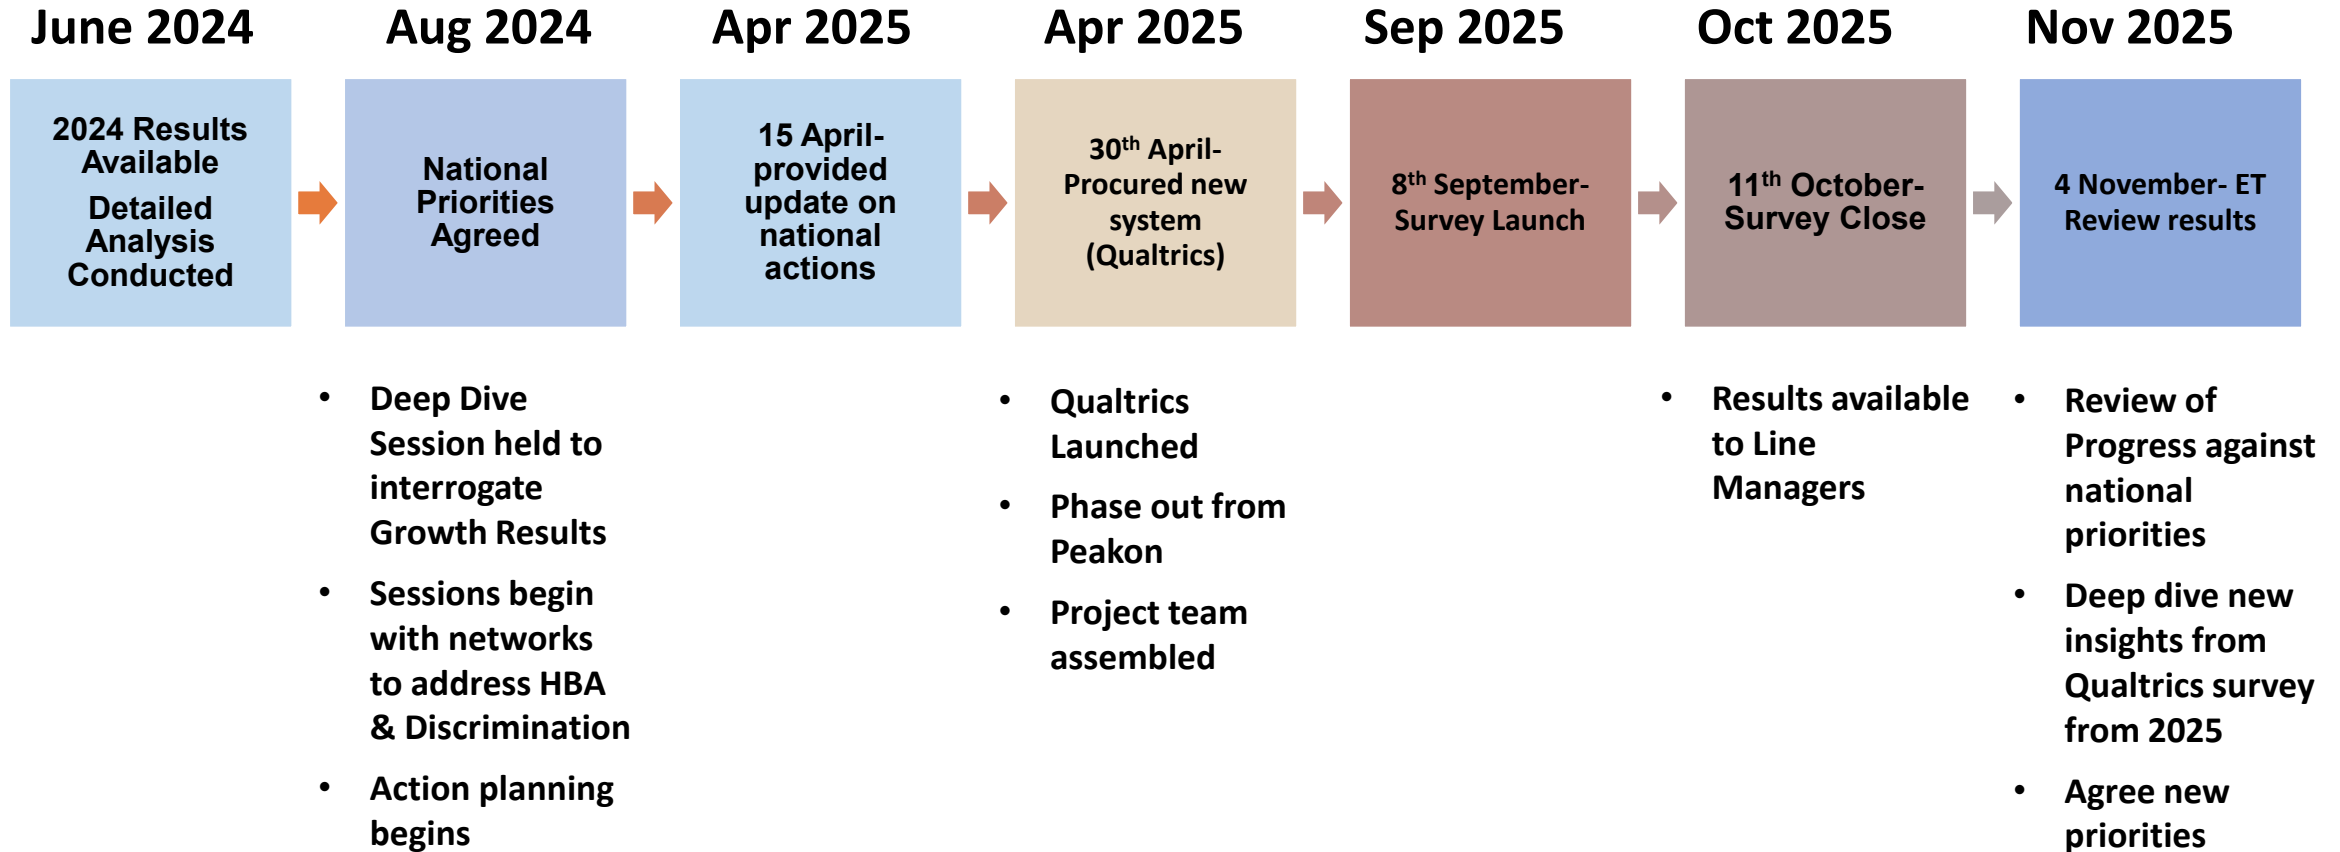 June 2024
Aug 2024
Apr 2025
Apr 2025
Sep 2025
Oct 2025
Nov 2025
2024 Results
Available
Detailed
Analysis
Conducted
National
Priorities
Agreed
15 April-
provided
update on
national
actions
30th April-
Procured new
system
(Qualtrics)
8th September-
Survey Launch
11th October-
Survey Close
4 November- ET
Review results
• Deep Dive
Session held to
interrogate
Growth Results
• Sessions begin
with networks
to address HBA
& Discrimination
• Action planning
begins
• Qualtrics
Launched
• Phase out from
Peakon
• Project team
assembled
• Results available
to Line
Managers
• Review of
Progress against
national
priorities
• Deep dive new
insights from
Qualtrics survey
from 2025
• Agree new
priorities